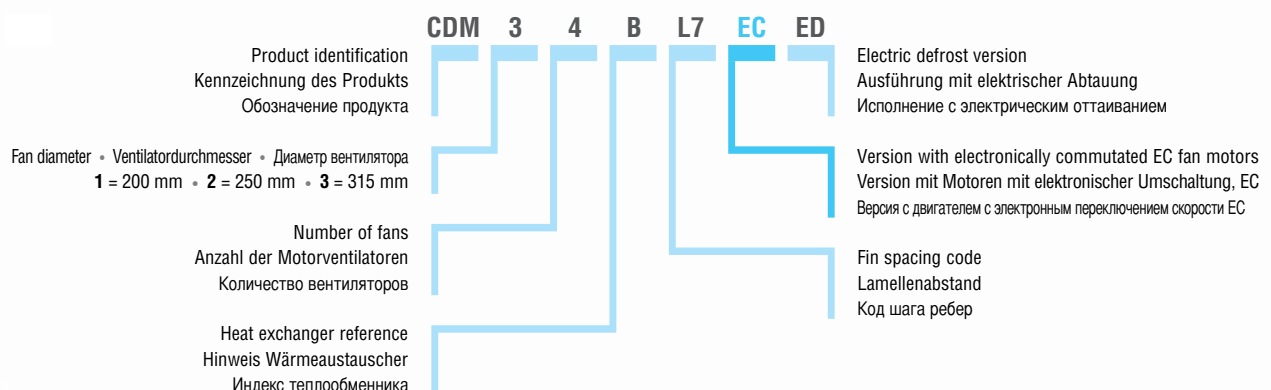 CDM 3 4 B L7 EC ED
Product identification
Kennzeichnung des Produkts
Обозначение продукта
Fan diameter • Ventilatordurchmesser • Диаметр вентилятора
1 = 200 mm • 2 = 250 mm • 3 = 315 mm
Number of fans
Anzahl der Motorventilatoren
Количество вентиляторов
Heat exchanger reference
Hinweis Wärmeaustauscher
Индекс теплообменника
Electric defrost version
Ausführung mit elektrischer Abtauung
Исполнение с электрическим оттаиванием
Version with electronically commutated EC fan motors
Version mit Motoren mit elektronischer Umschaltung, EC
Версия с двигателем с электронным переключением скорости EC
Fin spacing code
Lamellenabstand
Код шага ребер